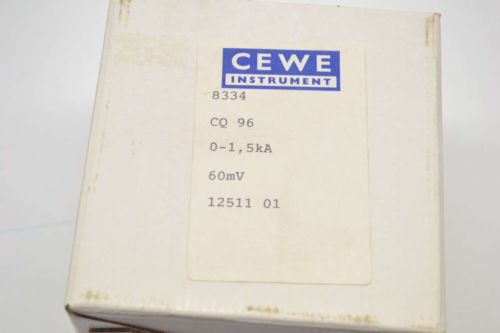 CEWE
INSTRUMENT
8334
CQ 96
0-1,5kA
60mV
12511 01